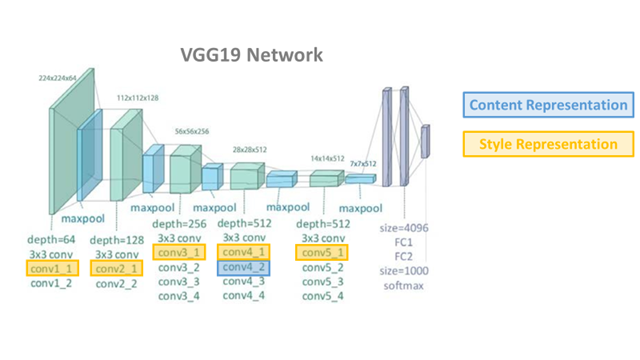 VGG19 Network
224x224x64
112x112x128
56x56x256
28x28x512
14x14x512
7x7x512
Content Representation
Style Representation
maxpool
maxpool
maxpool
maxpool
maxpool
depth=64
3x3 conv
conv1_1
conv1_2
depth=128
3x3 conv
conv2_1
conv2_2
depth=256
3x3 conv
conv3_1
conv3_2
conv3_3
conv3_4
depth=512
3x3 conv
conv4_1
conv4_2
conv4_3
conv4_4
depth=512
3x3 conv
conv5_1
conv5_2
conv5_3
conv5_4
size=4096
FC1
FC2
size=1000
softmax